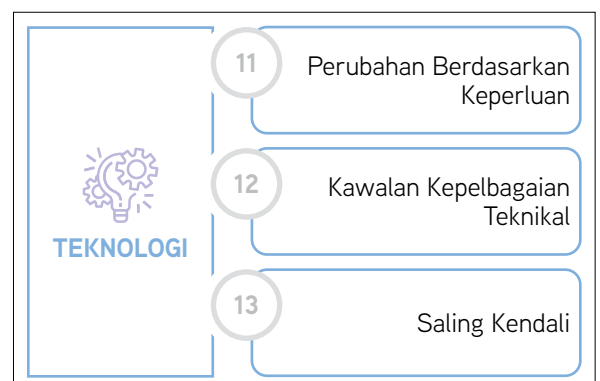 TEKNOLOGI
11
Perubahan Berdasarkan
Keperluan
12
Kawalan Kepelbagaian
Teknikal
13
Saling Kendali